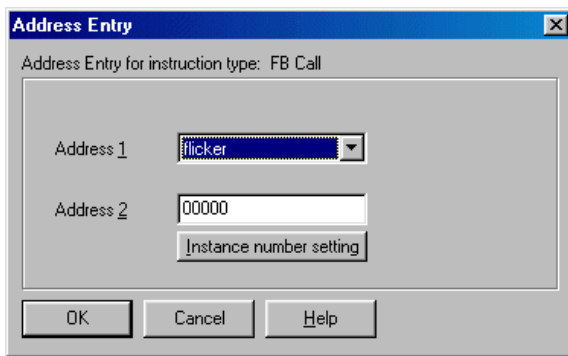 Address Entry
Address Entry for instruction type: FB Call
Address 1 flicker
Address 2 00000
Instance number setting
OK Cancel Help